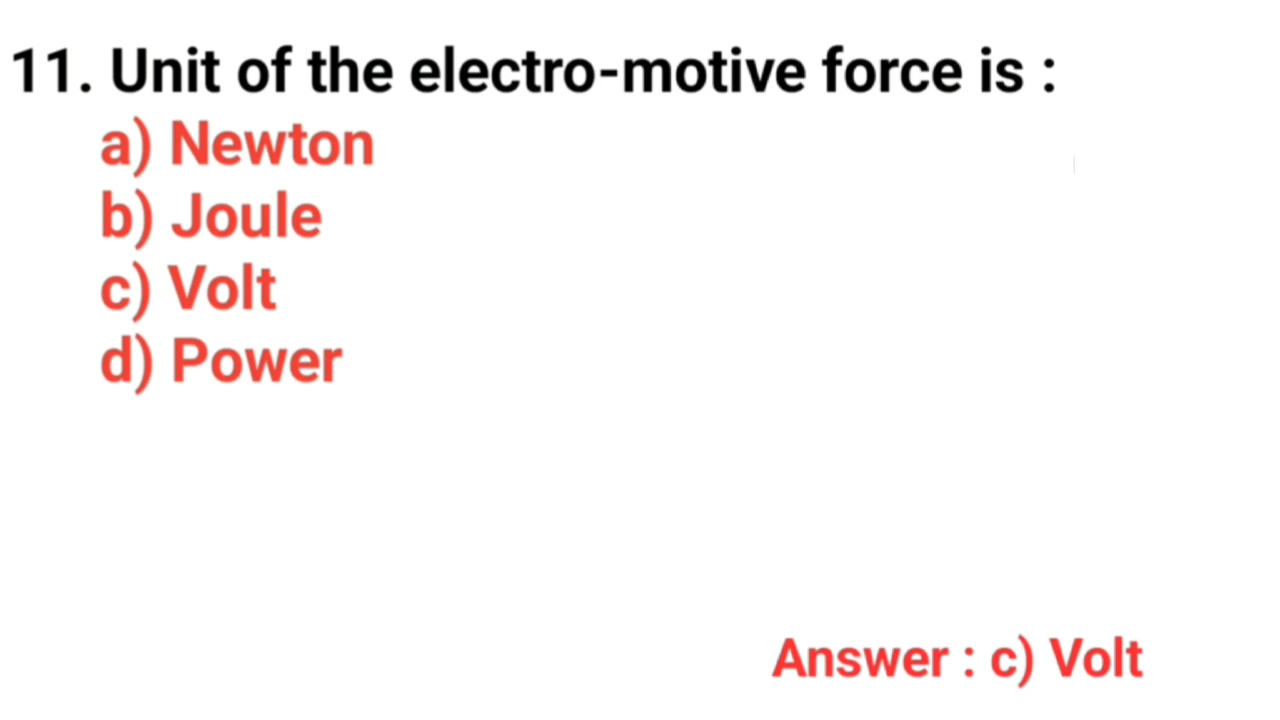 11. Unit of the electro-motive force is :
a) Newton
b) Joule
c) Volt
d) Power
Answer : c) Volt